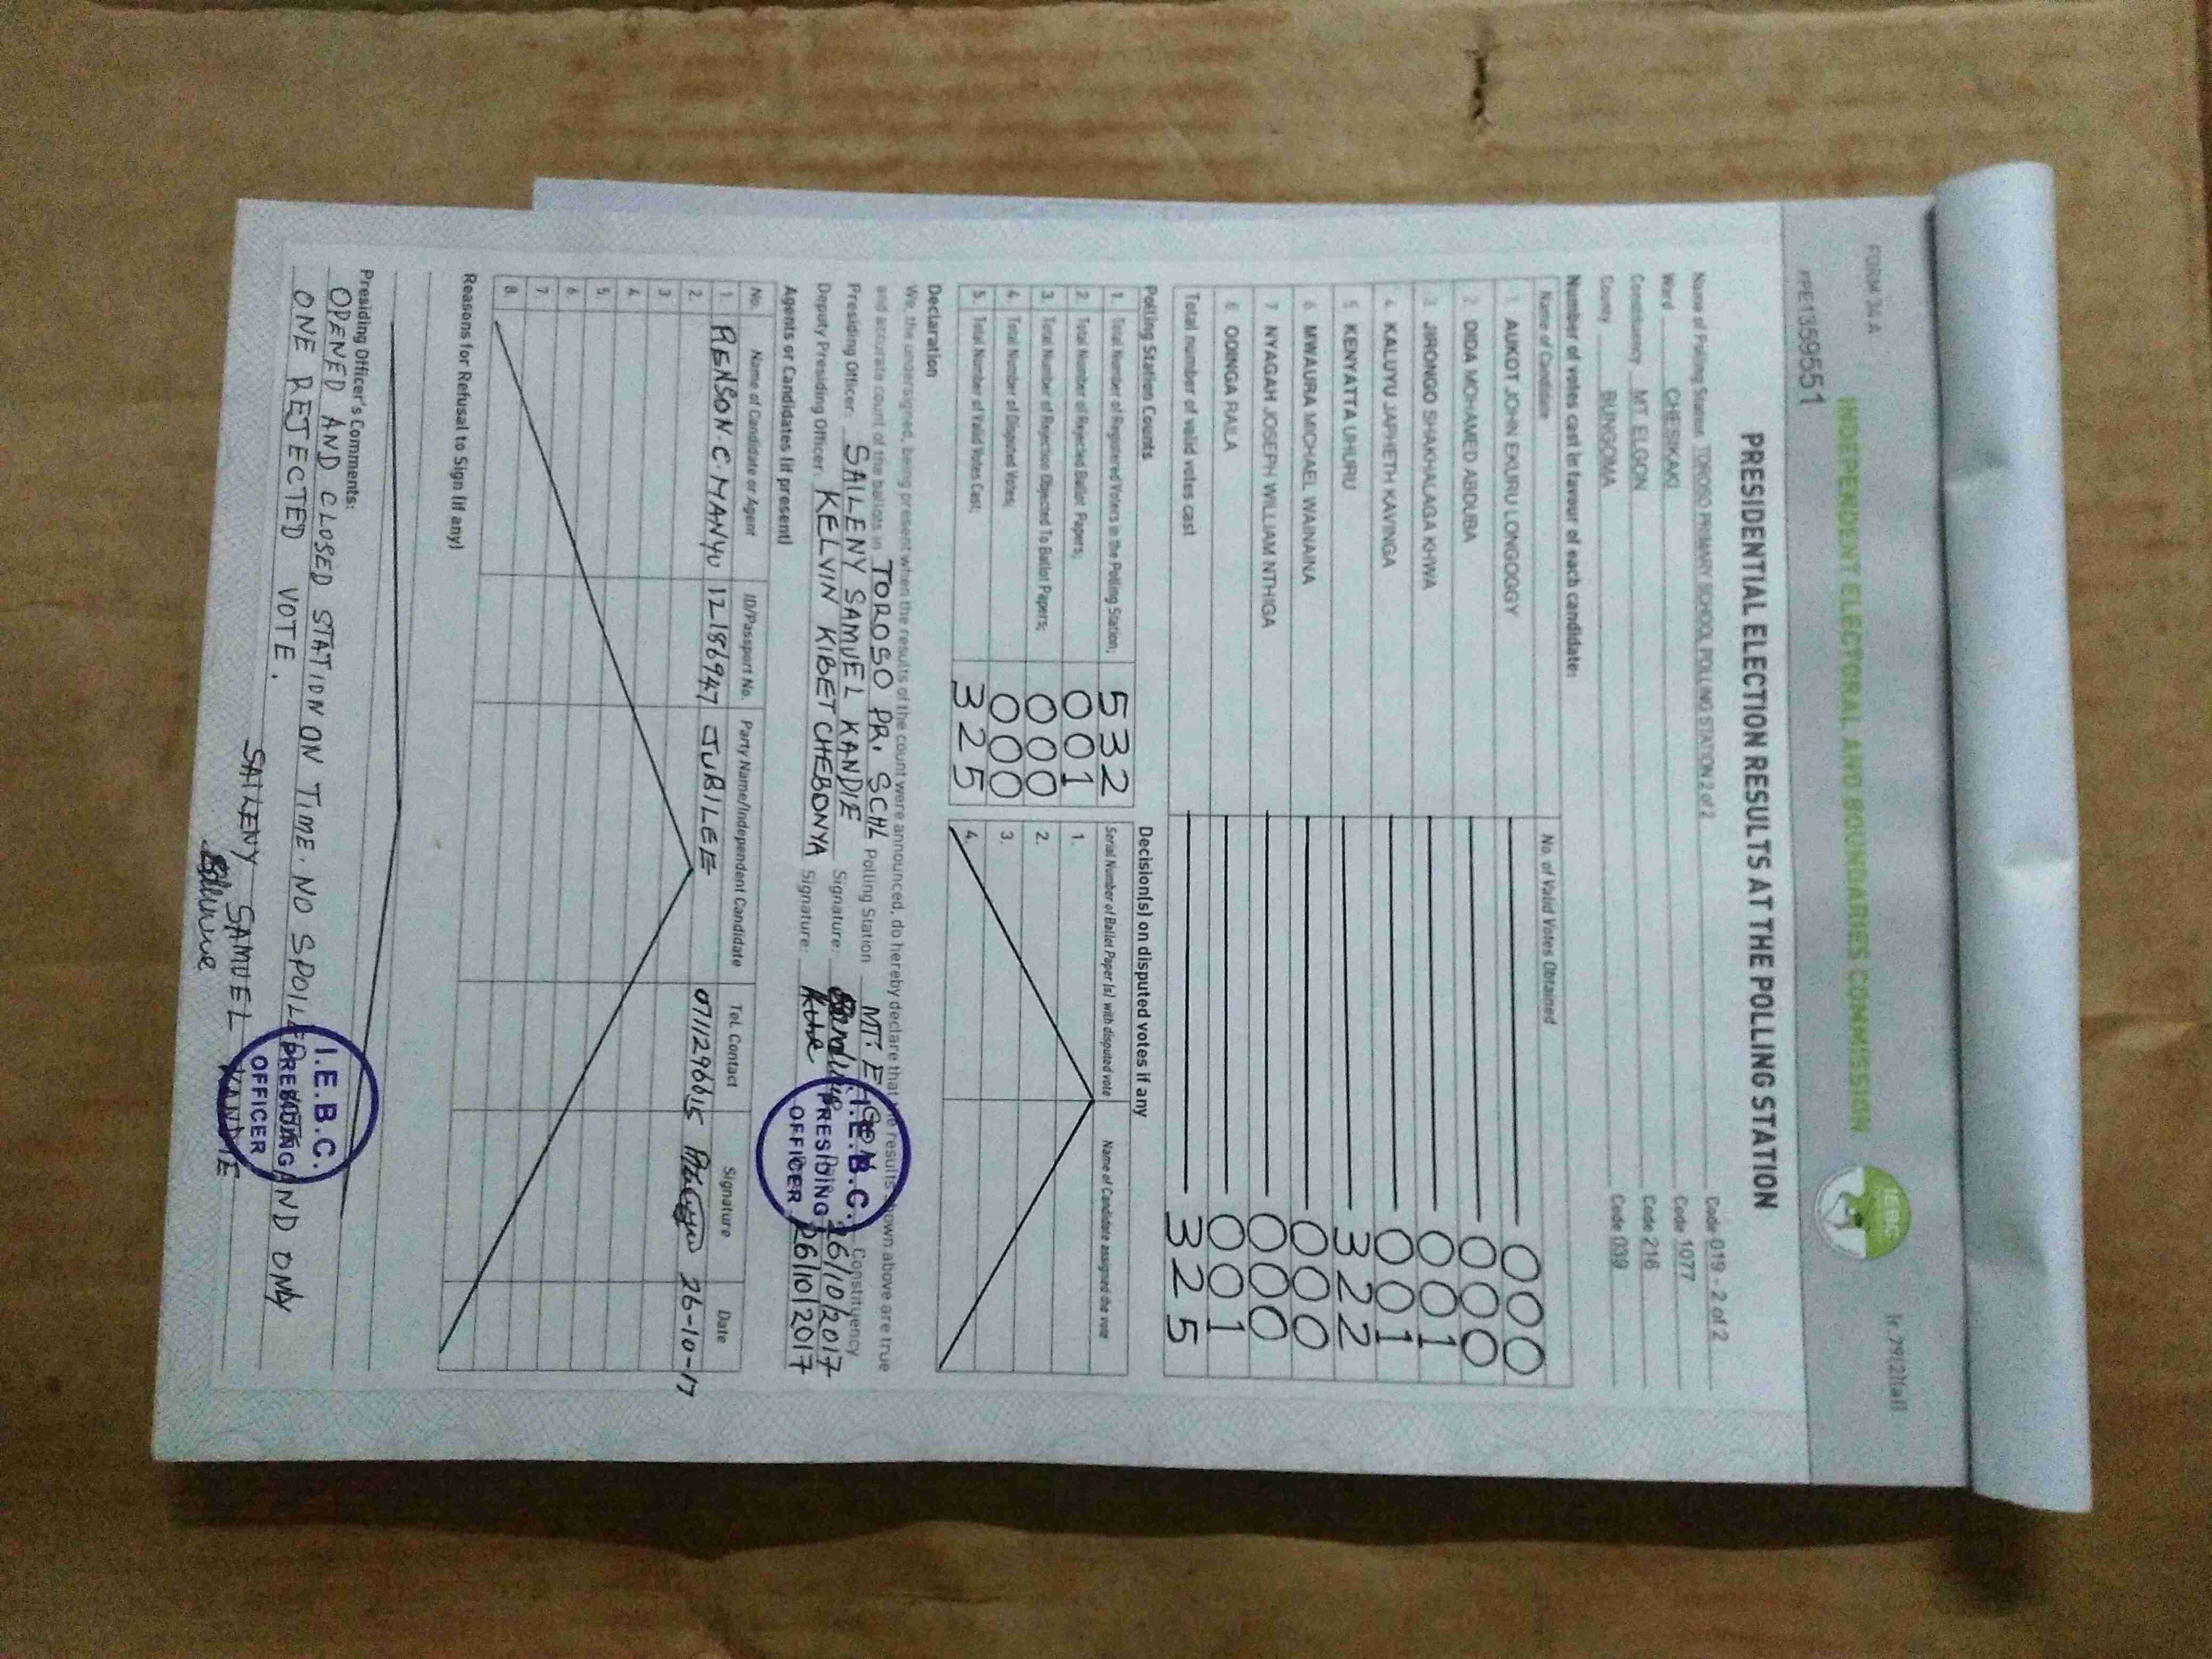 FORM 34 A
INDEPENDENT ELECTORAL AND BOUNDARIES COMMISSION
IEBC
PPE1359551
PRESIDENTIAL ELECTION RESULTS AT THE POLLING STATION
Name of Polling Station TOROSO PRIMARY SCHOOL POLLING STATION 2 of 2 Code 019 - 2 of 2
Ward CHESIKAKI Code 1077
Constituency MT ELGON Code 216
County BUNGOMA Code 039
Number of votes cast in favour of each candidate:
Name of Candidate No. of Valid Votes Obtained
1 AUKOT JOHN EKURU LONGOGGY 000
2 DIDA MOHAMED ABDUBA 000
3 JIRONGO SHAKHALAGA KHWA 001
4 KALUYU JAPHETH KAVINGA 001
5 KENYATTA UHURU 322
6 MWAURA MICHAEL WAINAINA 000
7 NYAGAH JOSEPH WILLIAM NTHIGA 000
8 ODINGA RAILA 001
Total number of valid votes cast 325
Polling Station Counts
1. Total Number of Registered Voters in the Polling Station; 532
2. Total Number of Rejected Ballot Papers; 001
3. Total Number of Rejection Objected To Ballot Papers; 000
4. Total Number of Disputed Votes; 000
5. Total Number of Valid Votes Cast; 325
Decision(s) on disputed votes if any
Serial Number of Ballot Paper (s) with disputed vote Name of Candidate assigned the vote
1.
2.
3.
4.
Declaration
We, the undersigned, being present when the results of the count were announced, do hereby declare that the results shown above are true
and accurate count of the ballots in TOROSO PR. SCHL Polling Station MT. ELGON Constituency
Presiding Officer: SAILENY SAMUEL KANDIE Signature: 26/10/2017
Deputy Presiding Officer: KELVIN KIBET CHEBONYA Signature: 26/10/2017
I.E.B.C.
PRESIDING
OFFICER
Agents or Candidates (if present)
No. Name of Candidate or Agent ID/Passport No. Party Name/Independent Candidate Tel. Contact Signature Date
1. RENSON.C.MANYU 12186947 JUBILEE 0711296615 26-10-17
2.
3
4
5.
6.
7.
8.
Reasons for Refusal to Sign (if any)
Presiding Officer's Comments:
OPENED AND CLOSED STATION ON TIME. NO SPOILED AND ONLY
ONE REJECTED VOTE.
SAILENY SAMUEL KANDIE
I.E.B.C.
PRESIDING
OFFICER